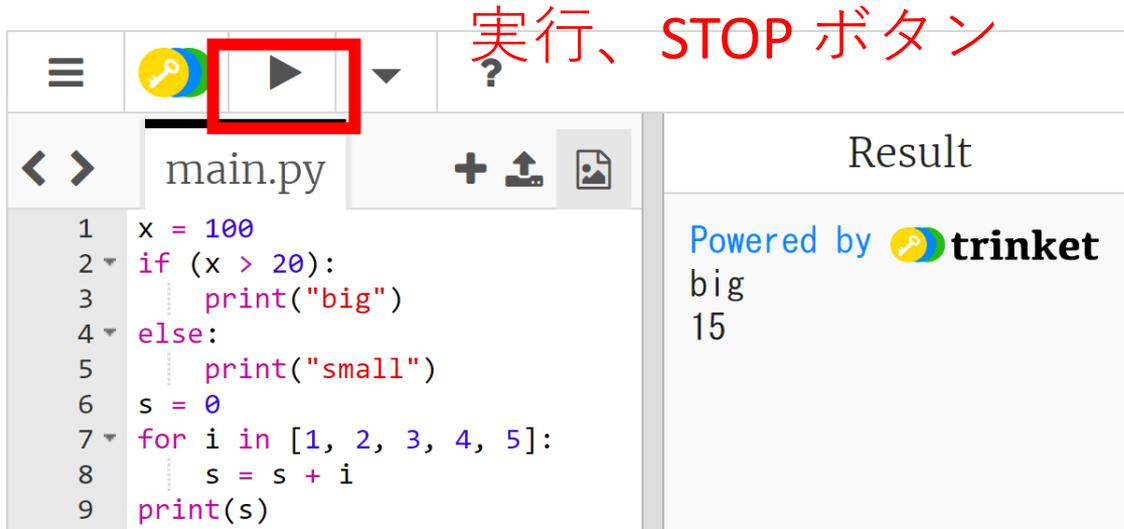 実行、STOP ボタン
?
main.py
Result
1 x = 100
2 if (x > 20):
3     print("big")
4 else:
5     print("small")
6 s = 0
7 for i in [1, 2, 3, 4, 5]:
8     s = s + i
9 print(s)
Powered by trinket
big
15